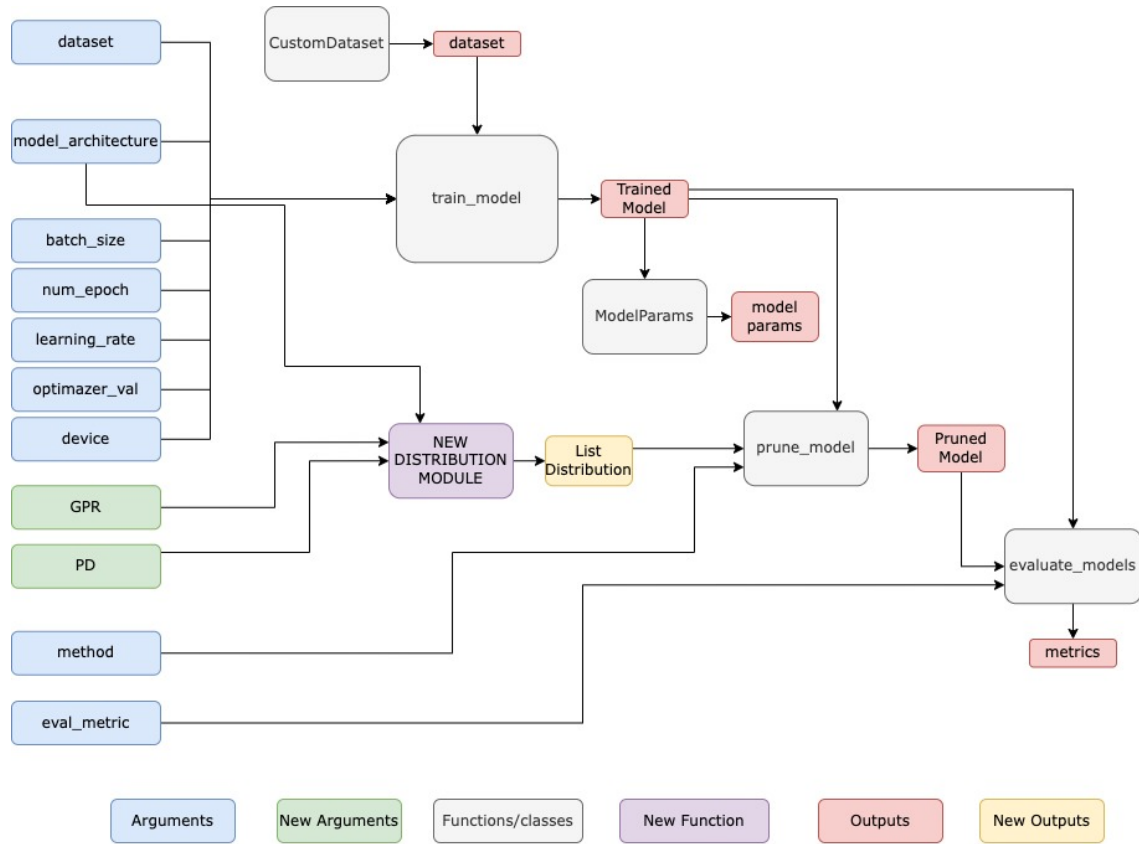 dataset
CustomDataset
dataset
model_architecture
train_model
Trained
Model
batch_size
num_epoch
learning_rate
optimazer_val
device
ModelParams
model
params
GPR
PD
NEW
DISTRIBUTION
MODULE
List
Distribution
prune_model
Pruned
Model
evaluate_models
metrics
method
eval_metric
Arguments
New Arguments
Functions/classes
New Function
Outputs
New Outputs